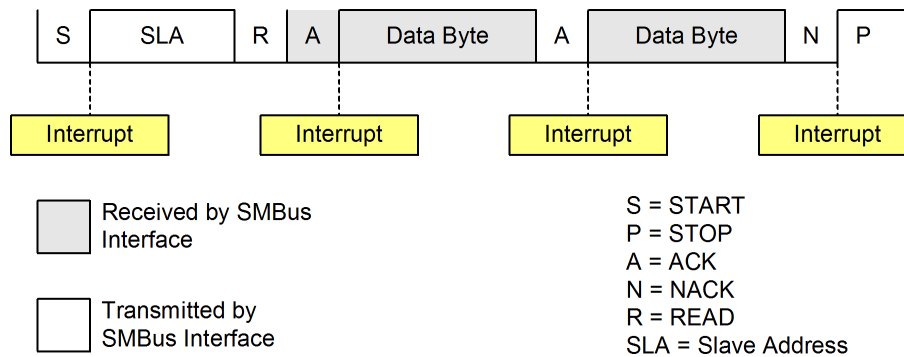 S SLA R A Data Byte A Data Byte N P
Interrupt Interrupt Interrupt Interrupt
Received by SMBus
Interface
Transmitted by
SMBus Interface
S = START
P = STOP
A = ACK
N = NACK
R = READ
SLA = Slave Address